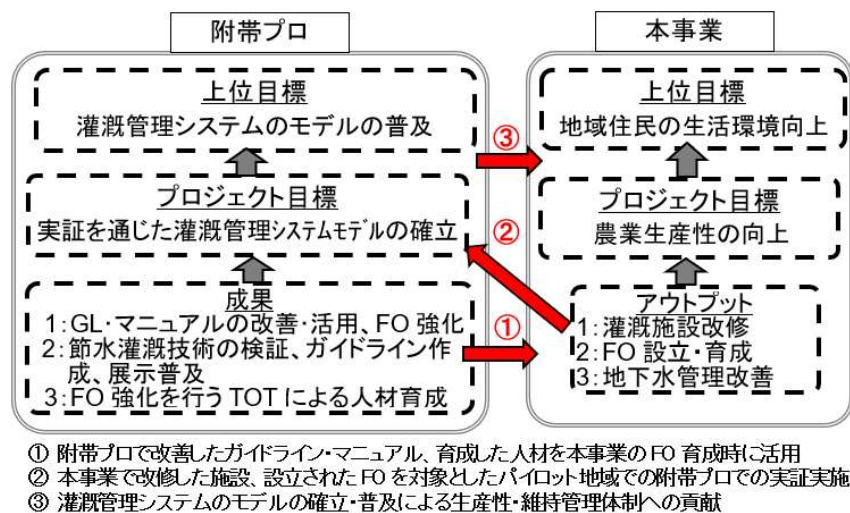 附帯プロ
上位目標
灌漑管理システムのモデルの普及
プロジェクト目標
実証を通じた灌漑管理システムモデルの確立
成果
1:GL・マニュアルの改善・活用、FO 強化
2:節水灌漑技術の検証、ガイドライン作
成、展示普及
3:FO 強化を行う TOT による人材育成
③
②
①
本事業
上位目標
地域住民の生活環境向上
プロジェクト目標
農業生産性の向上
アウトプット
1:灌漑施設改修
2:FO 設立・育成
3:地下水管理改善
① 附帯プロで改善したガイドライン・マニュアル、育成した人材を本事業の FO 育成時に活用
② 本事業で改修した施設、設立された FO を対象としたパイロット地域での附帯プロでの実証実施
③ 灌漑管理システムのモデルの確立・普及による生産性・維持管理体制への貢献